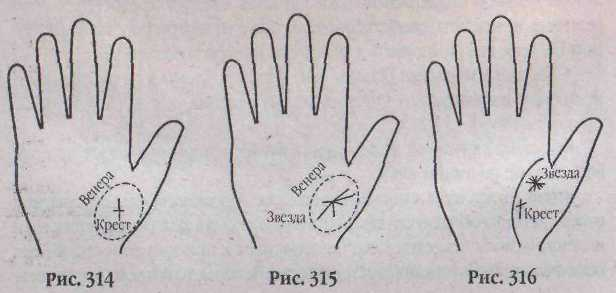 Венера
Крест
Рис. 314
Венера
Звезда
Рис. 315
Звезда
Крест
Рис. 316